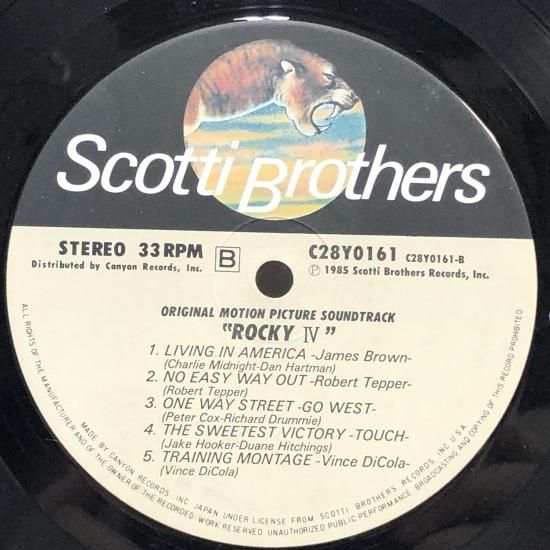 Scotti Brothers
STEREO 33 RPM B C28Y0161 C28Y0161-B
Distributed by Canyon Records, Inc. Ⓟ 1985 Scotti Brothers Records, Inc.
ORIGINAL MOTION PICTURE SOUNDTRACK
"ROCKY IV"
1. LIVING IN AMERICA -James Brown-
(Charlie Midnight-Dan Hartman)
2. NO EASY WAY OUT -Robert Tepper-
(Robert Tepper)
3. ONE WAY STREET -GO WEST-
(Peter Cox-Richard Drummie)
4. THE SWEETEST VICTORY -TOUCH-
(Jake Hooker-Duane Hitchings)
5. TRAINING MONTAGE -Vince DiCola-
(Vince DiCola)
MADE BY CANYON RECORDS INC JAPAN UNDER LICENSE FROM SCOTTI BROTHERS RECORDS INC. U.S.A.
ALL RIGHTS OF THE MANUFACTURER AND OF THE OWNER OF THE RECORDED WORK RESERVED UNAUTHORIZED PUBLIC PERFORMANCE BROADCASTING AND COPYING OF THIS RECORD PROHIBITED.